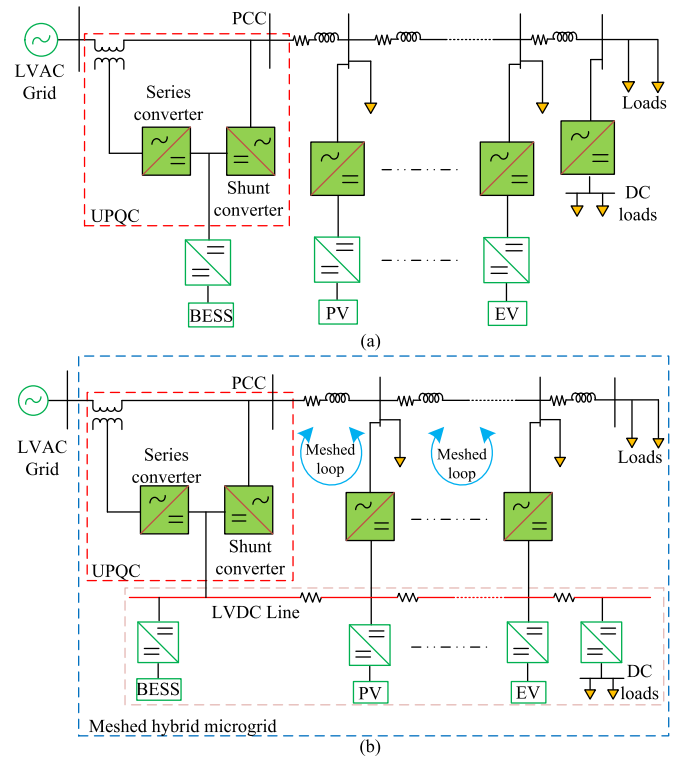 PCC
LVAC
Grid
Series
converter
Shunt
converter
UPQC
Loads
DC
loads
BESS
PV
EV
(a)
PCC
LVAC
Grid
Series
converter
Meshed
loop
Meshed
loop
Loads
Shunt
converter
UPQC
LVDC Line
BESS
PV
EV
DC
loads
Meshed hybrid microgrid
(b)